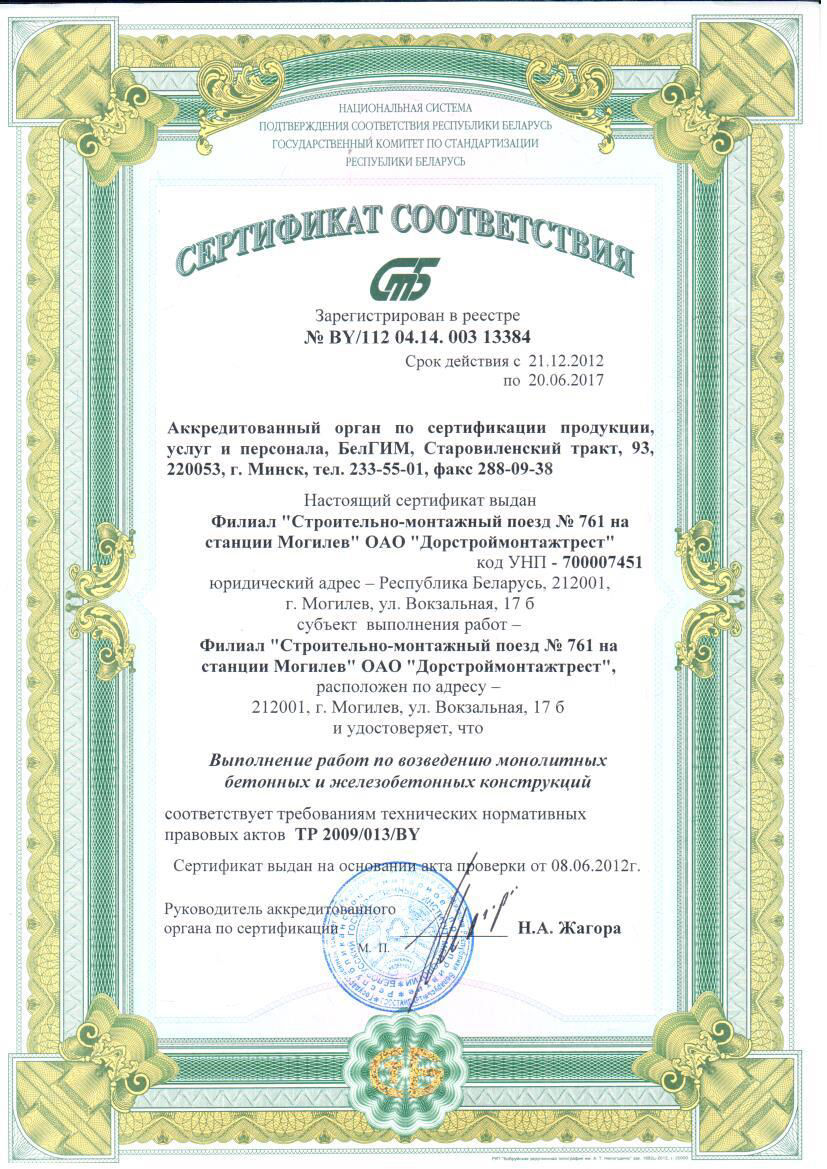 НАЦИОНАЛЬНАЯ СИСТЕМА
ПОДТВЕРЖДЕНИЯ СООТВЕТСТВИЯ РЕСПУБЛИКИ БЕЛАРУСЬ
ГОСУДАРСТВЕННЫЙ КОМИТЕТ ПО СТАНДАРТИЗАЦИИ
РЕСПУБЛИКИ БЕЛАРУСЬ
СЕРТИФИКАТ СООТВЕТСТВИЯ
СТБ
Зарегистрирован в реестре
№ BY/112 04.14. 003 13384
Срок действия с 21.12.2012
по 20.06.2017
Аккредитованный орган по сертификации продукции,
услуг и персонала, БелГИМ, Старовиленский тракт, 93,
220053, г. Минск, тел. 233-55-01, факс 288-09-38
Настоящий сертификат выдан
Филиал "Строительно-монтажный поезд № 761 на
станции Могилев" ОАО "Дорстроймонтажтрест"
код УНП - 700007451
юридический адрес – Республика Беларусь, 212001,
г. Могилев, ул. Вокзальная, 17 б
субъект выполнения работ –
Филиал "Строительно-монтажный поезд № 761 на
станции Могилев" ОАО "Дорстроймонтажтрест",
расположен по адресу –
212001, г. Могилев, ул. Вокзальная, 17 б
и удостоверяет, что
Выполнение работ по возведению монолитных
бетонных и железобетонных конструкций
соответствует требованиям технических нормативных
правовых актов ТР 2009/013/BY
Сертификат выдан на основании акта проверки от 08.06.2012г.
Руководитель аккредитованного
органа по сертификации
Н.А. Жагора
М. П.
СТБ